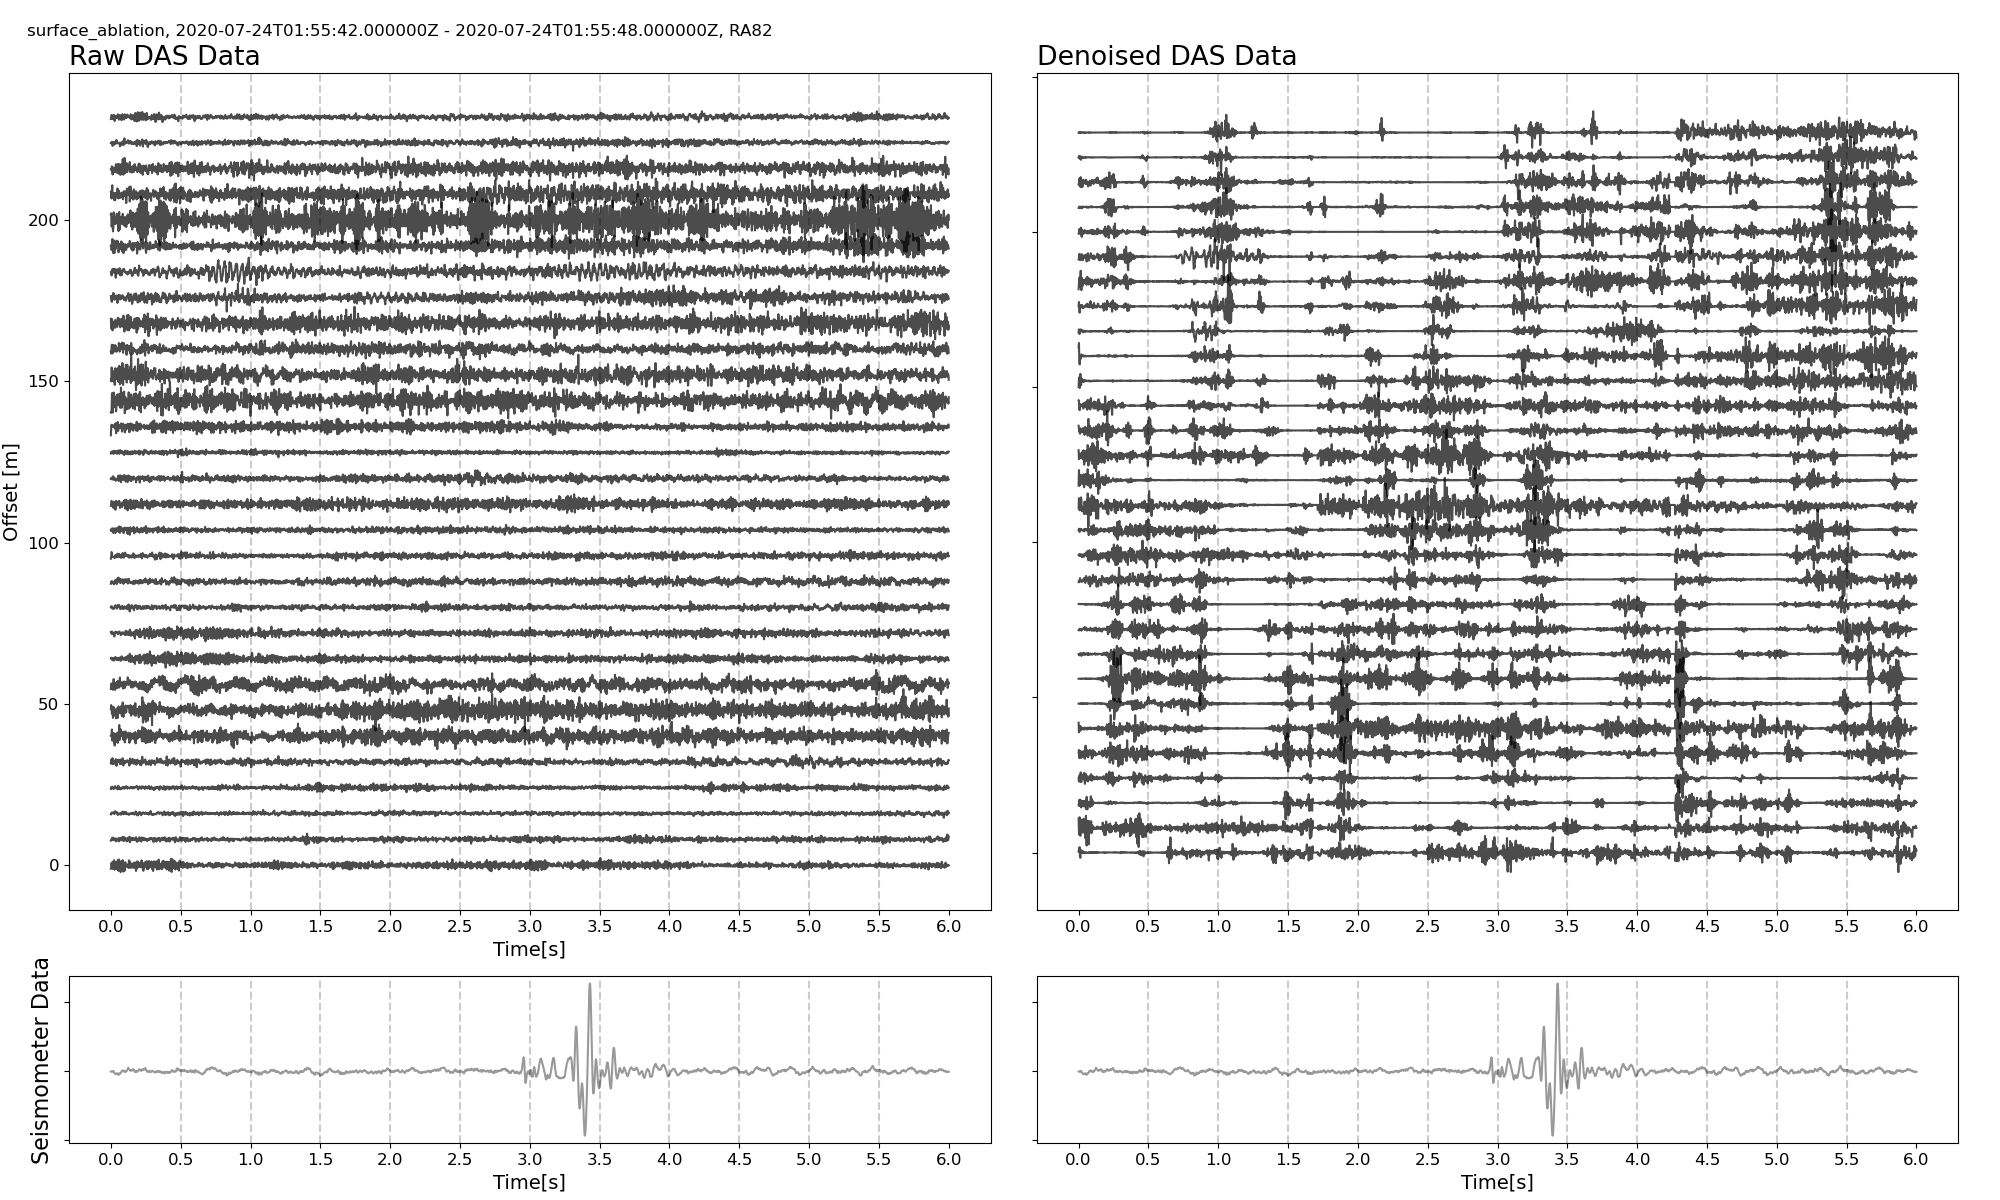 surface_ablation, 2020-07-24T01:55:42.000000Z - 2020-07-24T01:55:48.000000Z, RA82
Raw DAS Data
Denoised DAS Data
Offset [m]
200
150
100
50
0
0.0 0.5 1.0 1.5 2.0 2.5 3.0 3.5 4.0 4.5 5.0 5.5 6.0
Time[s]
0.0 0.5 1.0 1.5 2.0 2.5 3.0 3.5 4.0 4.5 5.0 5.5 6.0
Seismometer Data
0.0 0.5 1.0 1.5 2.0 2.5 3.0 3.5 4.0 4.5 5.0 5.5 6.0
Time[s]
0.0 0.5 1.0 1.5 2.0 2.5 3.0 3.5 4.0 4.5 5.0 5.5 6.0
Time[s]